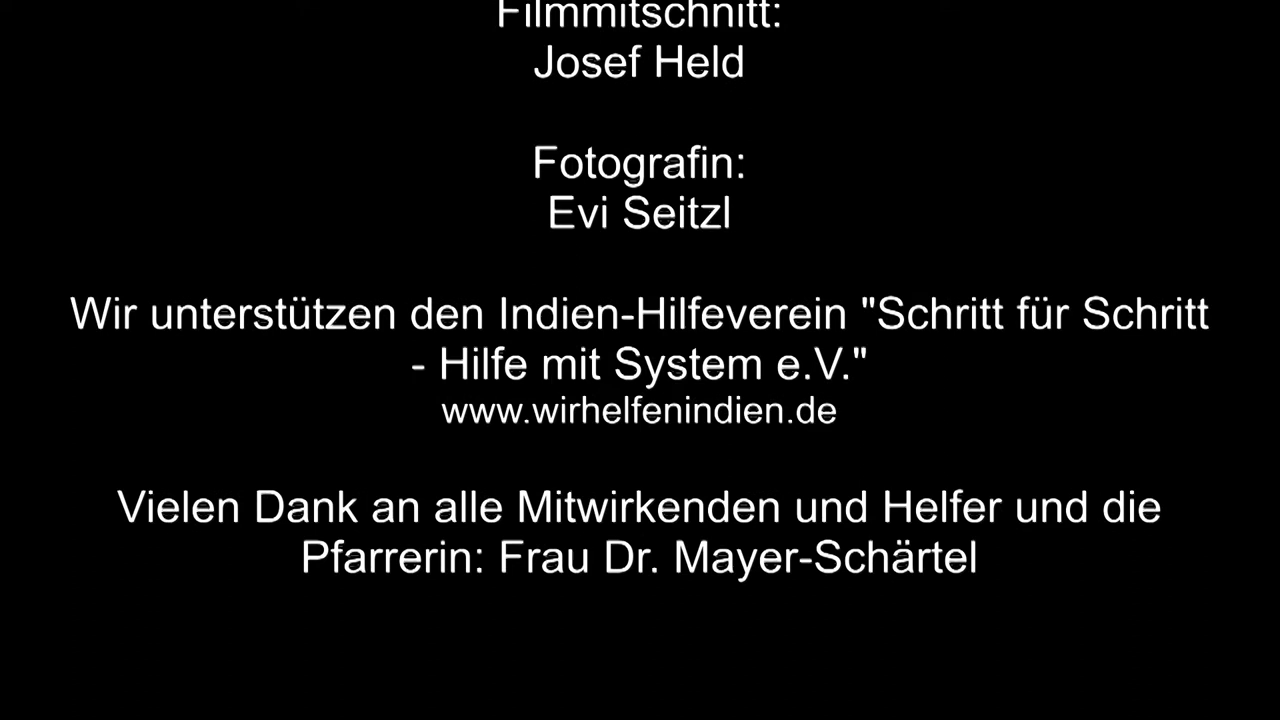 Filmmitschnitt:
Josef Held
Fotografin:
Evi Seitzl
Wir unterstützen den Indien-Hilfeverein "Schritt für Schritt
- Hilfe mit System e.V."
www.wirhelfenindien.de
Vielen Dank an alle Mitwirkenden und Helfer und die
Pfarrerin: Frau Dr. Mayer-Schärtel